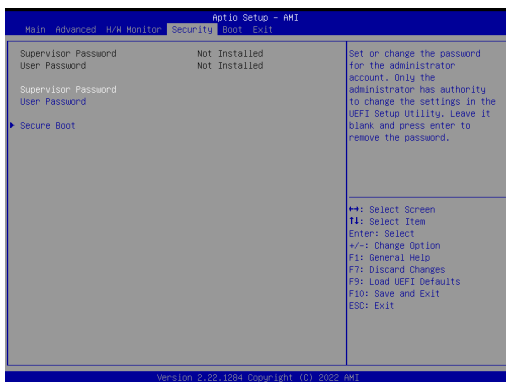 Aptio Setup – AMI
Main Advanced H/W Monitor Security Boot Exit
Supervisor Password Not Installed
User Password Not Installed
Supervisor Password
User Password
Secure Boot
Set or change the password
for the administrator
account. Only the
administrator has authority
to change the settings in the
UEFI Setup Utility. Leave it
blank and press enter to
remove the password.
↔: Select Screen
↑↓: Select Item
Enter: Select
+/-: Change Option
F1: General Help
F7: Discard Changes
F9: Load UEFI Defaults
F10: Save and Exit
ESC: Exit
Version 2.22.1284 Copyright (C) 2022 AMI